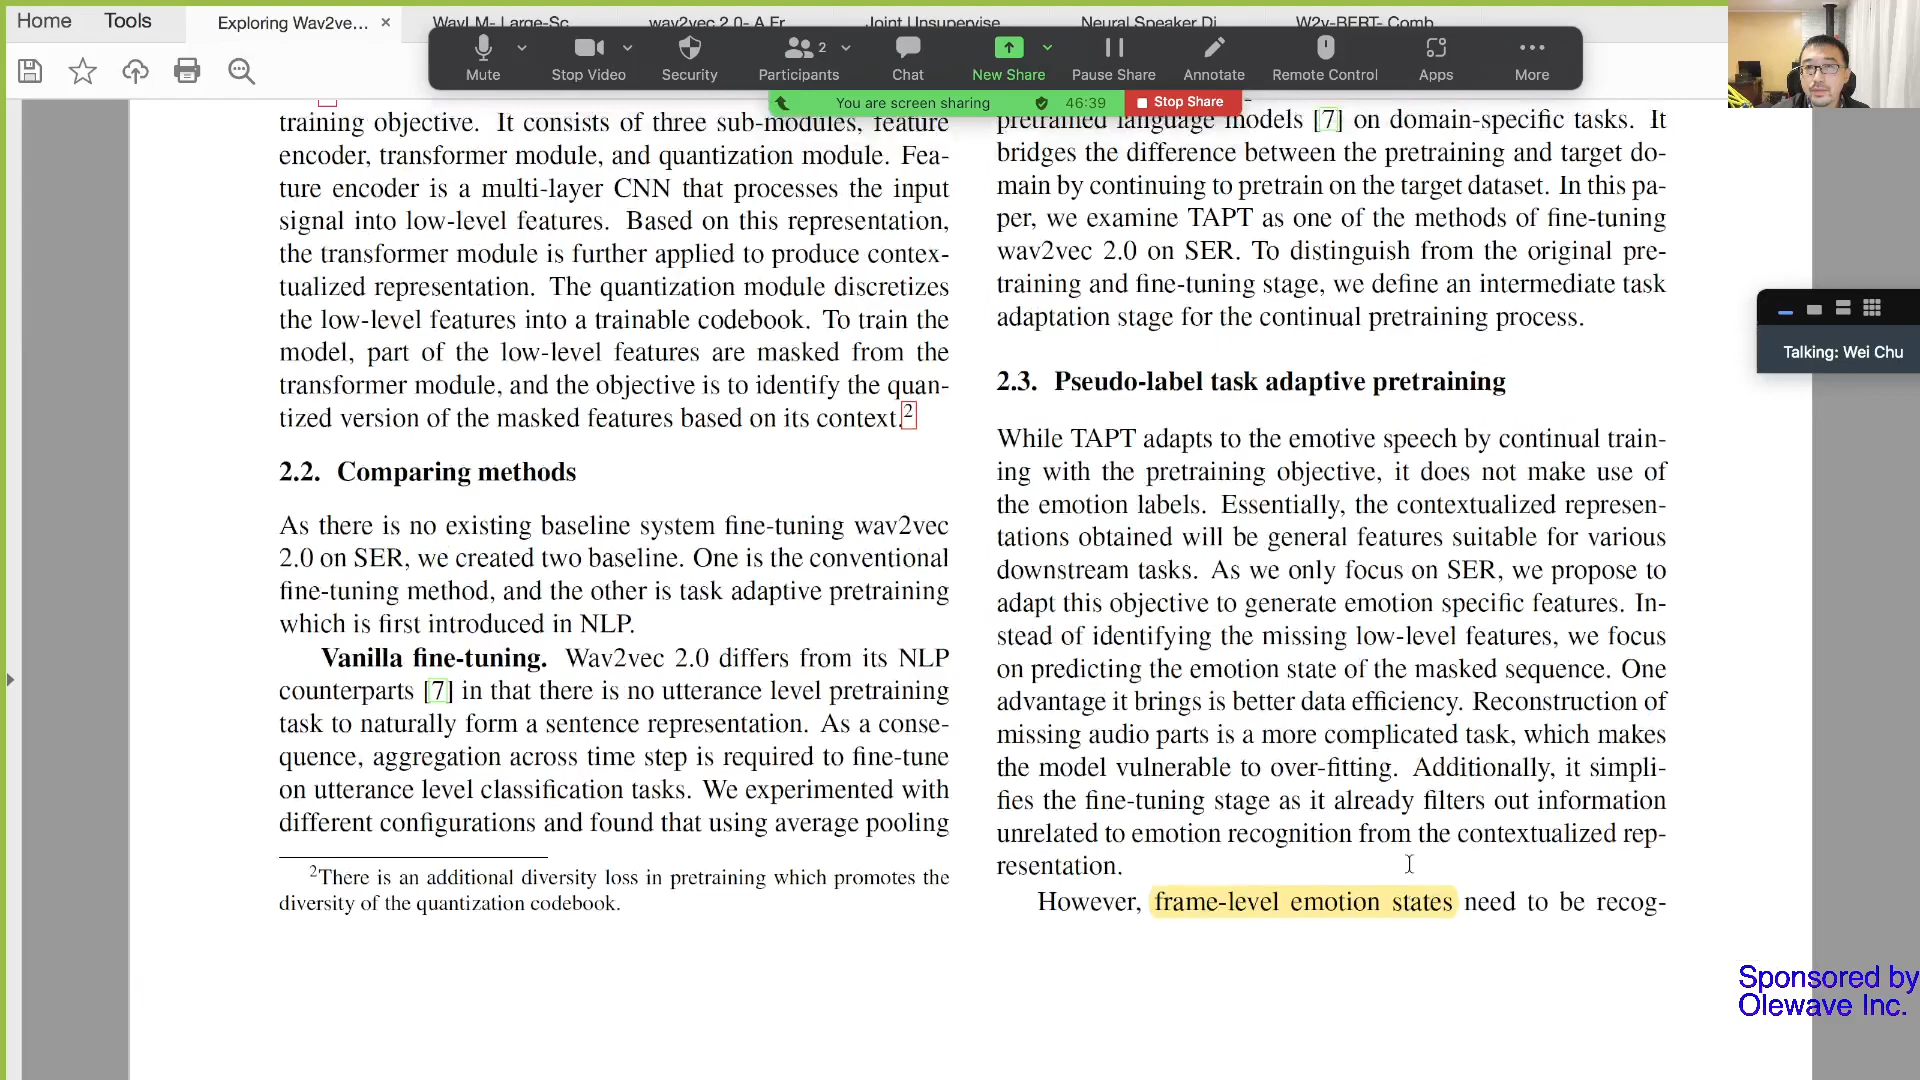 Home Tools Exploring Wav2ve... × WavLM- Large-Sc wav2vec 2.0- A Fr Joint Unsupervise Neural Speaker Di W2v-BERT- Comb
Mute Stop Video Security Participants 2 Chat New Share Pause Share Annotate Remote Control Apps More
You are screen sharing 46:39 Stop Share
training objective. It consists of three sub-modules, feature
encoder, transformer module, and quantization module. Fea-
ture encoder is a multi-layer CNN that processes the input
signal into low-level features. Based on this representation,
the transformer module is further applied to produce contex-
tualized representation. The quantization module discretizes
the low-level features into a trainable codebook. To train the
model, part of the low-level features are masked from the
transformer module, and the objective is to identify the quan-
tized version of the masked features based on its context.2
2.2. Comparing methods
As there is no existing baseline system fine-tuning wav2vec
2.0 on SER, we created two baseline. One is the conventional
fine-tuning method, and the other is task adaptive pretraining
which is first introduced in NLP.
Vanilla fine-tuning. Wav2vec 2.0 differs from its NLP
counterparts [7] in that there is no utterance level pretraining
task to naturally form a sentence representation. As a conse-
quence, aggregation across time step is required to fine-tune
on utterance level classification tasks. We experimented with
different configurations and found that using average pooling
2There is an additional diversity loss in pretraining which promotes the
diversity of the quantization codebook.
pretrained language models [7] on domain-specific tasks. It
bridges the difference between the pretraining and target do-
main by continuing to pretrain on the target dataset. In this pa-
per, we examine TAPT as one of the methods of fine-tuning
wav2vec 2.0 on SER. To distinguish from the original pre-
training and fine-tuning stage, we define an intermediate task
adaptation stage for the continual pretraining process.
2.3. Pseudo-label task adaptive pretraining
While TAPT adapts to the emotive speech by continual train-
ing with the pretraining objective, it does not make use of
the emotion labels. Essentially, the contextualized represen-
tations obtained will be general features suitable for various
downstream tasks. As we only focus on SER, we propose to
adapt this objective to generate emotion specific features. In-
stead of identifying the missing low-level features, we focus
on predicting the emotion state of the masked sequence. One
advantage it brings is better data efficiency. Reconstruction of
missing audio parts is a more complicated task, which makes
the model vulnerable to over-fitting. Additionally, it simpli-
fies the fine-tuning stage as it already filters out information
unrelated to emotion recognition from the contextualized rep-
resentation.
However, frame-level emotion states need to be recog-
Talking: Wei Chu
Sponsored by
Olewave Inc.